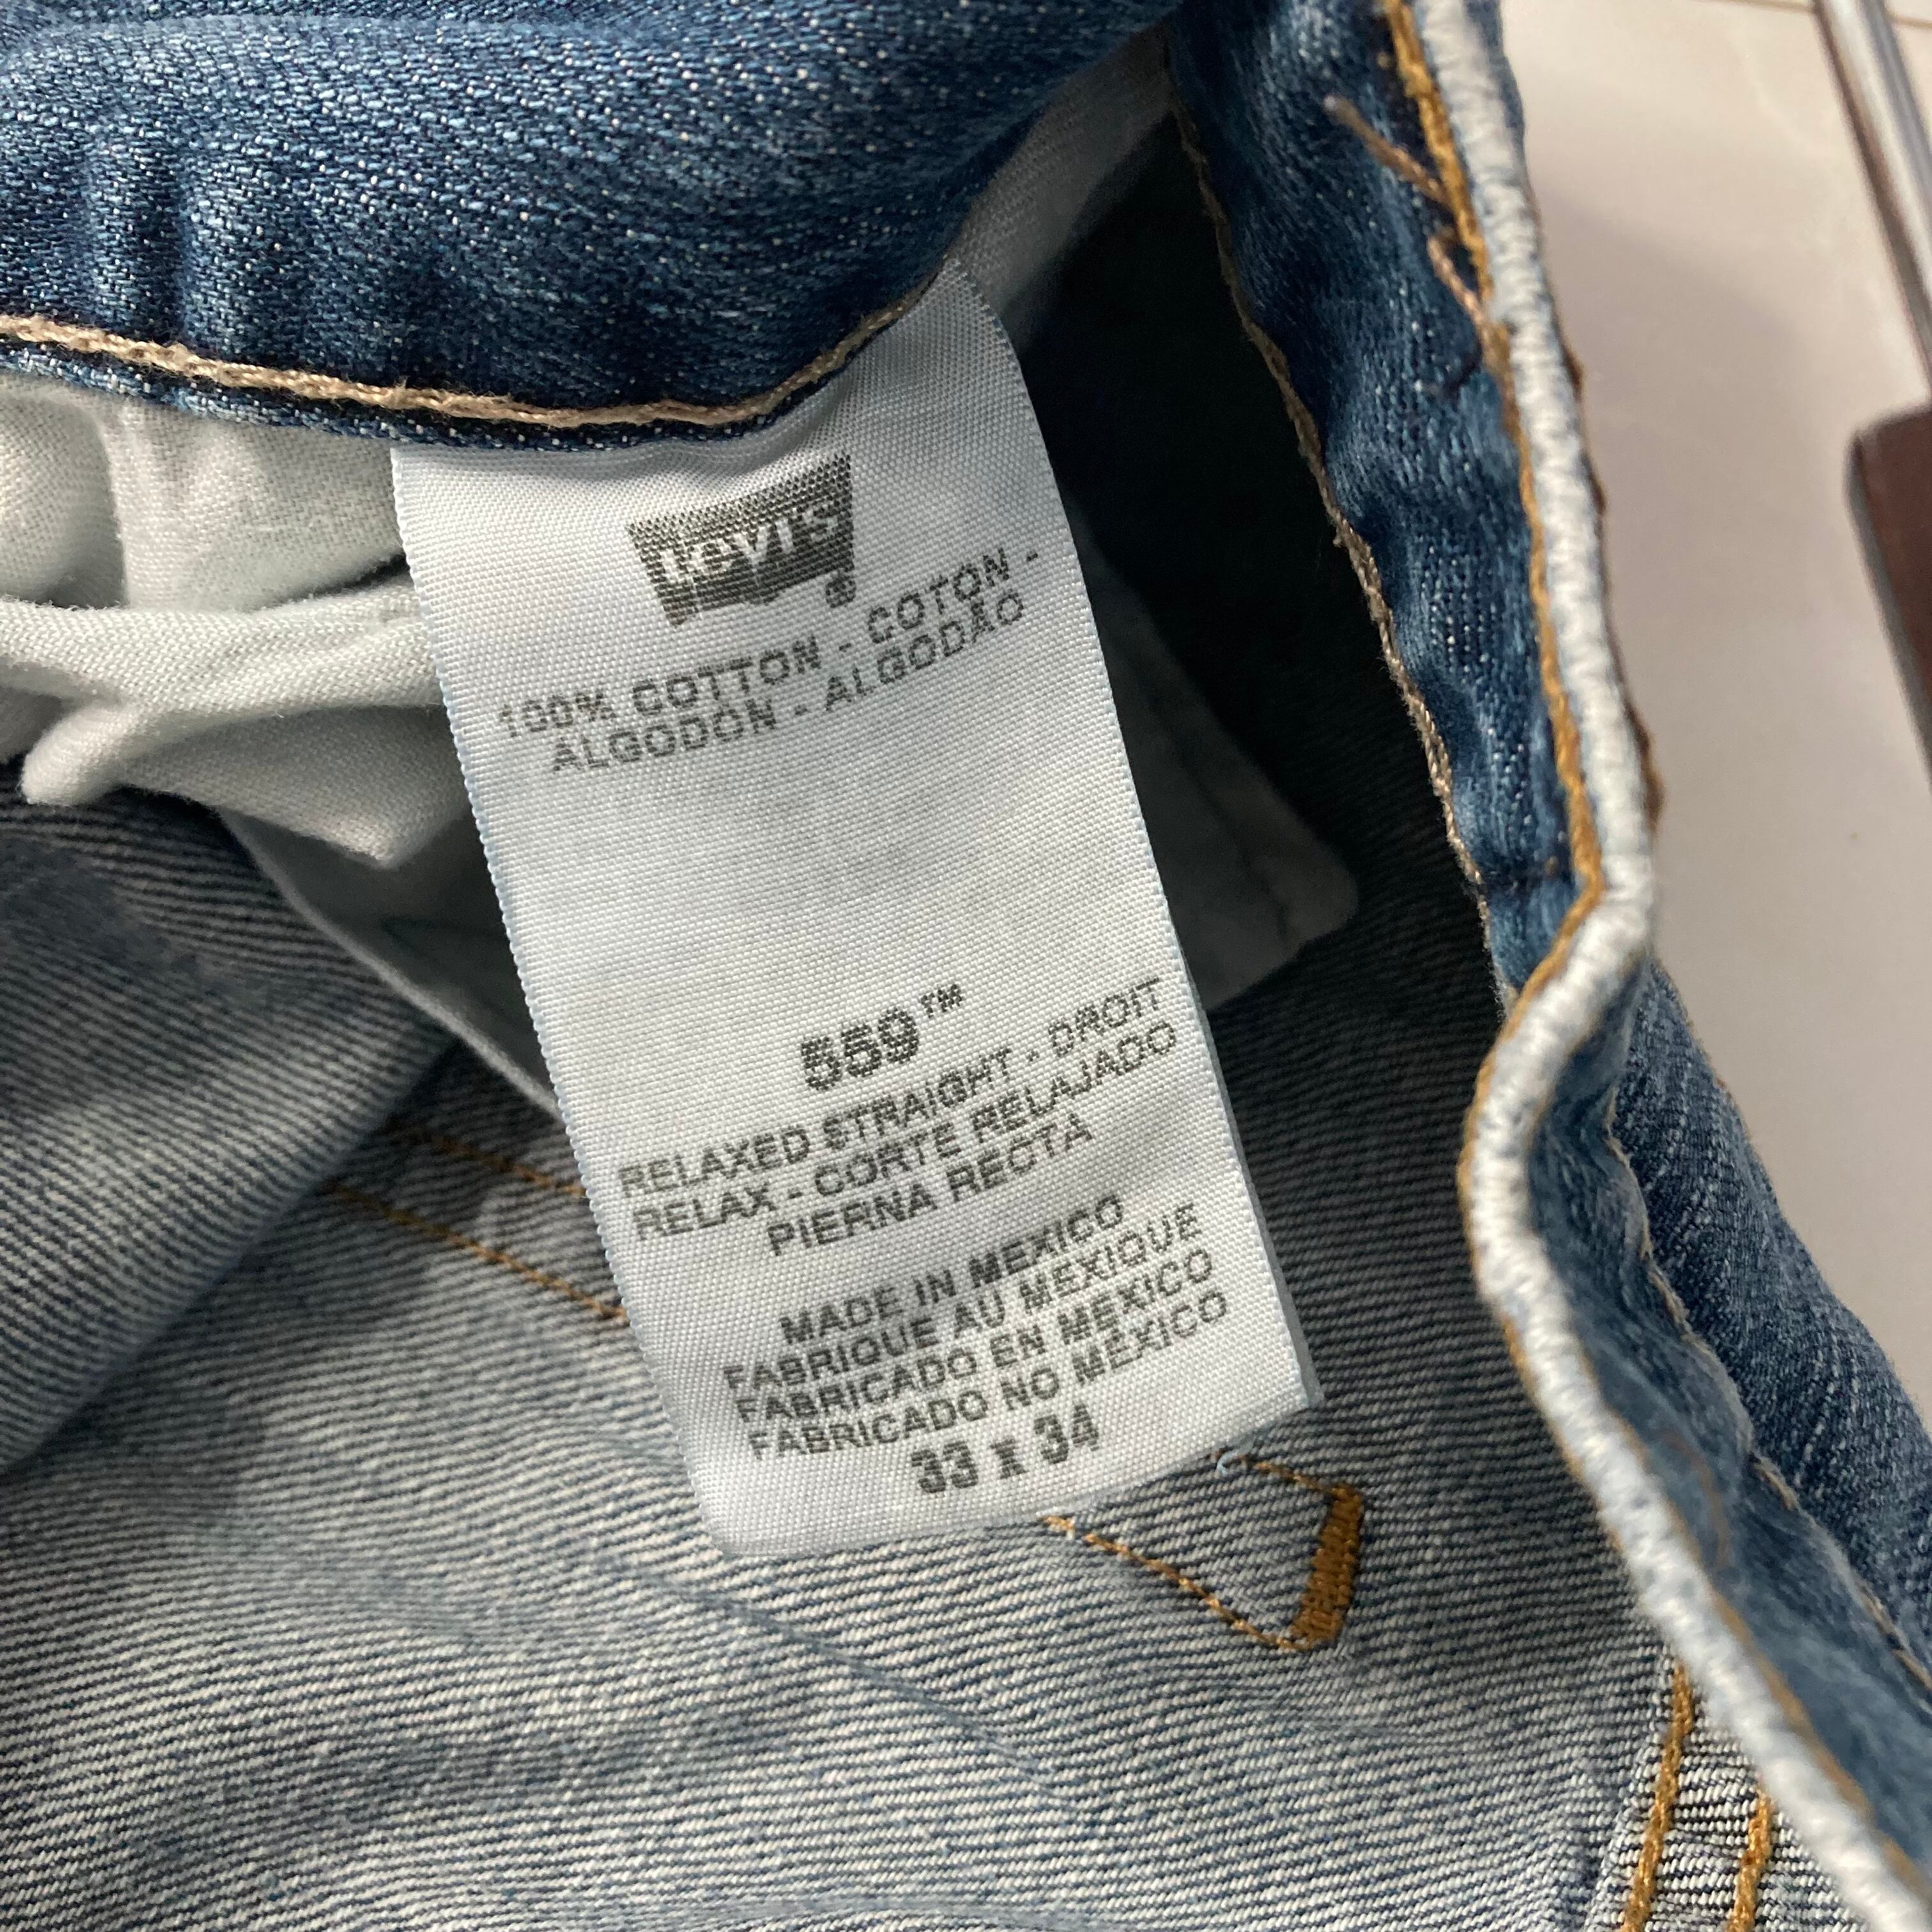 Levi's ®
100% COTTON - COTON -
ALGODON - ALGODÃO
559™
RELAXED STRAIGHT - DROIT
RELAX - CORTE RELAJADO
PIERNA RECTA
MADE IN MEXICO
FABRIQUE AU MEXIQUE
FABRICADO EN MEXICO
FABRICADO NO MÉXICO
33 x 34